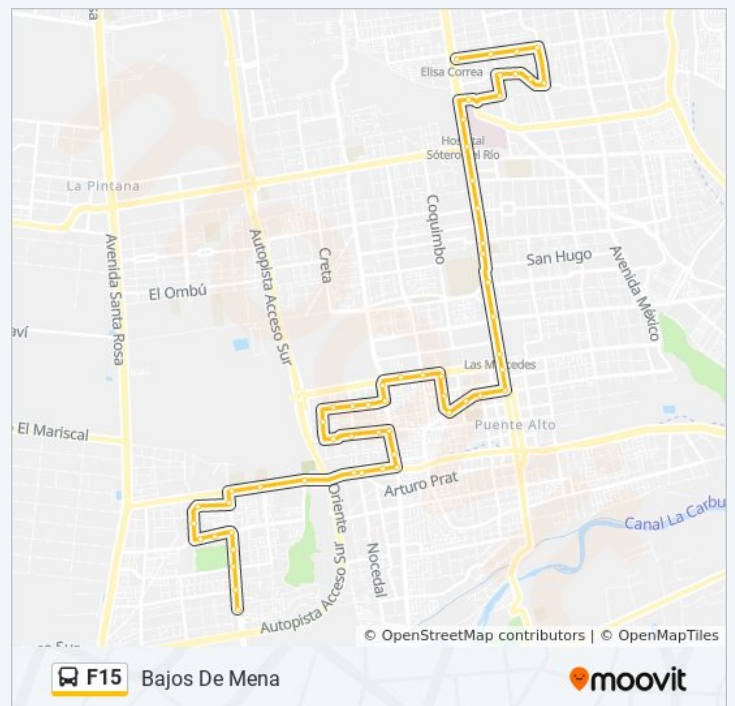 Elisa Correa
Hospital
Sótero del Río
La Pintana
Coquimbo
San Hugo
Avenida México
Creta
Autopista Acceso Sur
Avenida Santa Rosa
El Ombú
Las Mercedes
Puente Alto
El Mariscal
Arturo Prat
Oriente
Nocedal
Canal La Carbu
Autopista Acceso Sur
© OpenStreetMap contributors | © OpenMapTiles
F15 Bajos De Mena
moovit